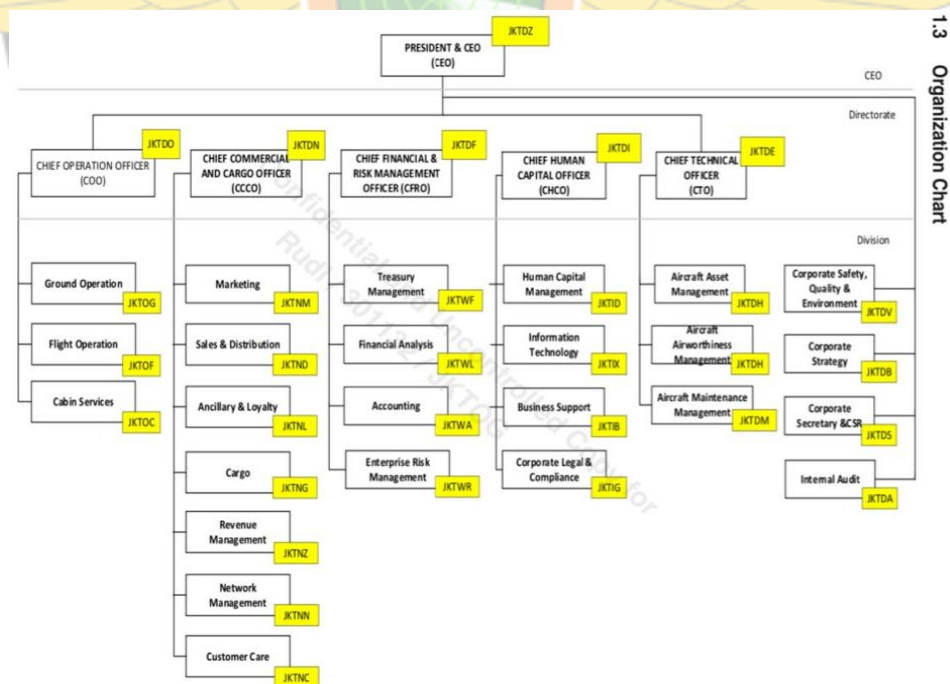 1.3 Organization Chart
JKTDZ
PRESIDENT & CEO
(CEO)
CEO
Directorate
JKTDO
CHIEF OPERATION OFFICER
(COO)
JKTDN
CHIEF COMMERCIAL
AND CARGO OFFICER
(CCCO)
JKTDF
CHIEF FINANCIAL &
RISK MANAGEMENT
OFFICER (CFRO)
JKTDI
CHIEF HUMAN
CAPITAL OFFICER
(CHCO)
JKTDE
CHIEF TECHNICAL
OFFICER
(CTO)
Division
Ground Operation
JKTOG
Flight Operation
JKTOF
Cabin Services
JKTOC
Marketing
JKTNM
Sales & Distribution
JKTND
Ancillary & Loyalty
JKTNL
Cargo
JKTNG
Revenue
Management
JKTNZ
Network
Management
JKTNN
Customer Care
JKTNC
Treasury
Management
JKTWF
Financial Analysis
JKTWL
Accounting
JKTWA
Enterprise Risk
Management
JKTWR
Human Capital
Management
JKTID
Information
Technology
JKTIX
Business Support
JKTIB
Corporate Legal &
Compliance
JKTIG
Aircraft Asset
Management
JKTDH
Aircraft
Airworthiness
Management
JKTDH
Aircraft Maintenance
Management
JKTDM
Corporate Safety,
Quality &
Environment
JKTDV
Corporate
Strategy
JKTDB
Corporate
Secretary &CSR
JKTDS
Internal Audit
JKTDA
Uncontrolled Copy for
JKTOG